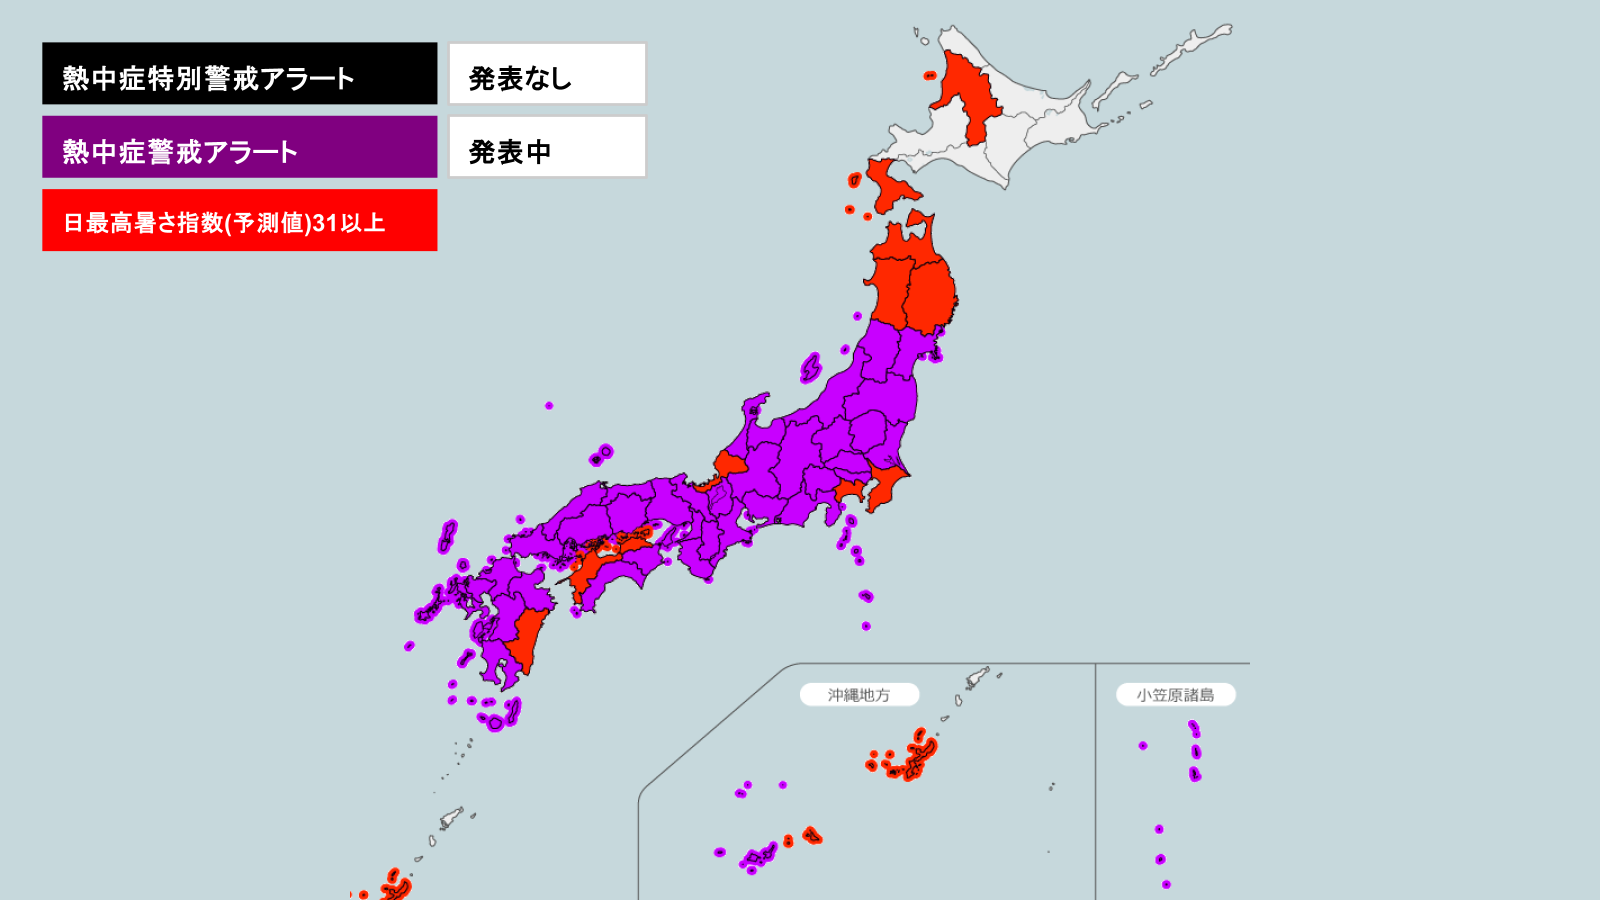 熱中症特別警戒アラート
発表なし
熱中症警戒アラート
発表中
日最高暑さ指数(予測値)31以上
沖縄地方
小笠原諸島